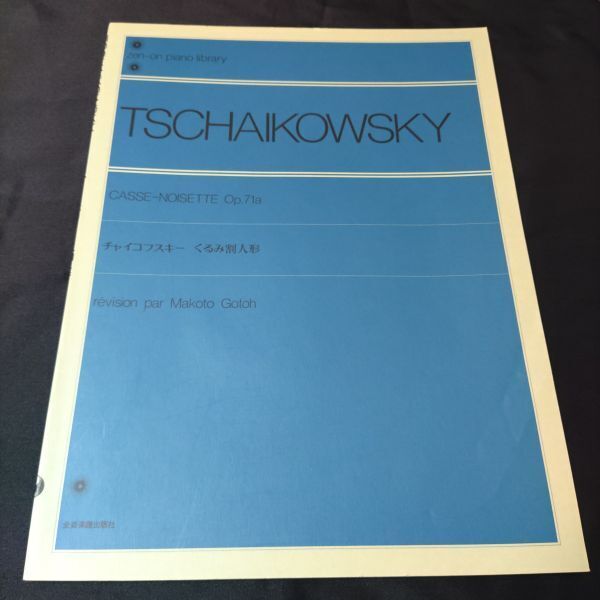 zen-on piano library
TSCHAIKOWSKY
CASSE-NOISETTE Op.71a
チャイコフスキー くるみ割人形
révision par Makoto Gotoh
全音楽譜出版社